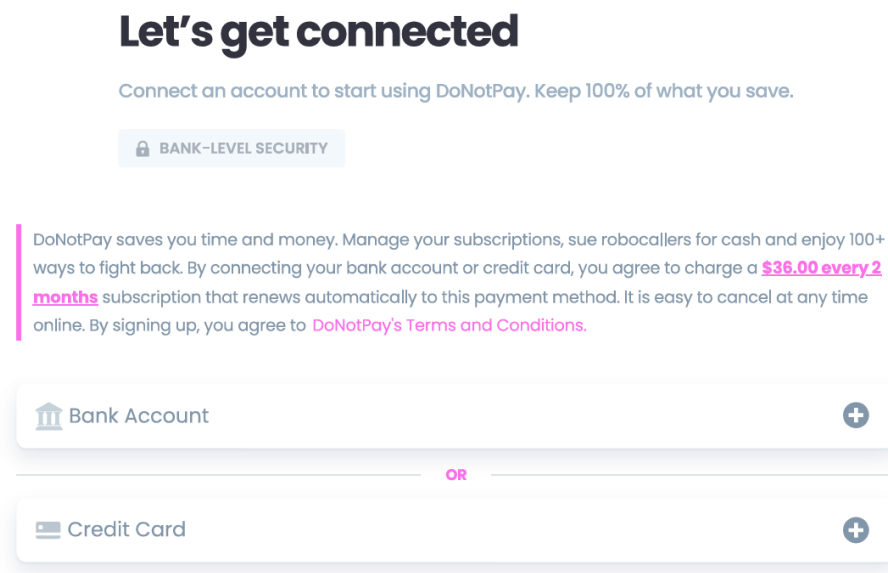 Let’s get connected
Connect an account to start using DoNotPay. Keep 100% of what you save.
BANK-LEVEL SECURITY
DoNotPay saves you time and money. Manage your subscriptions, sue robocallers for cash and enjoy 100+
ways to fight back. By connecting your bank account or credit card, you agree to charge a $36.00 every 2
months subscription that renews automatically to this payment method. It is easy to cancel at any time
online. By signing up, you agree to DoNotPay's Terms and Conditions.
Bank Account
OR
Credit Card